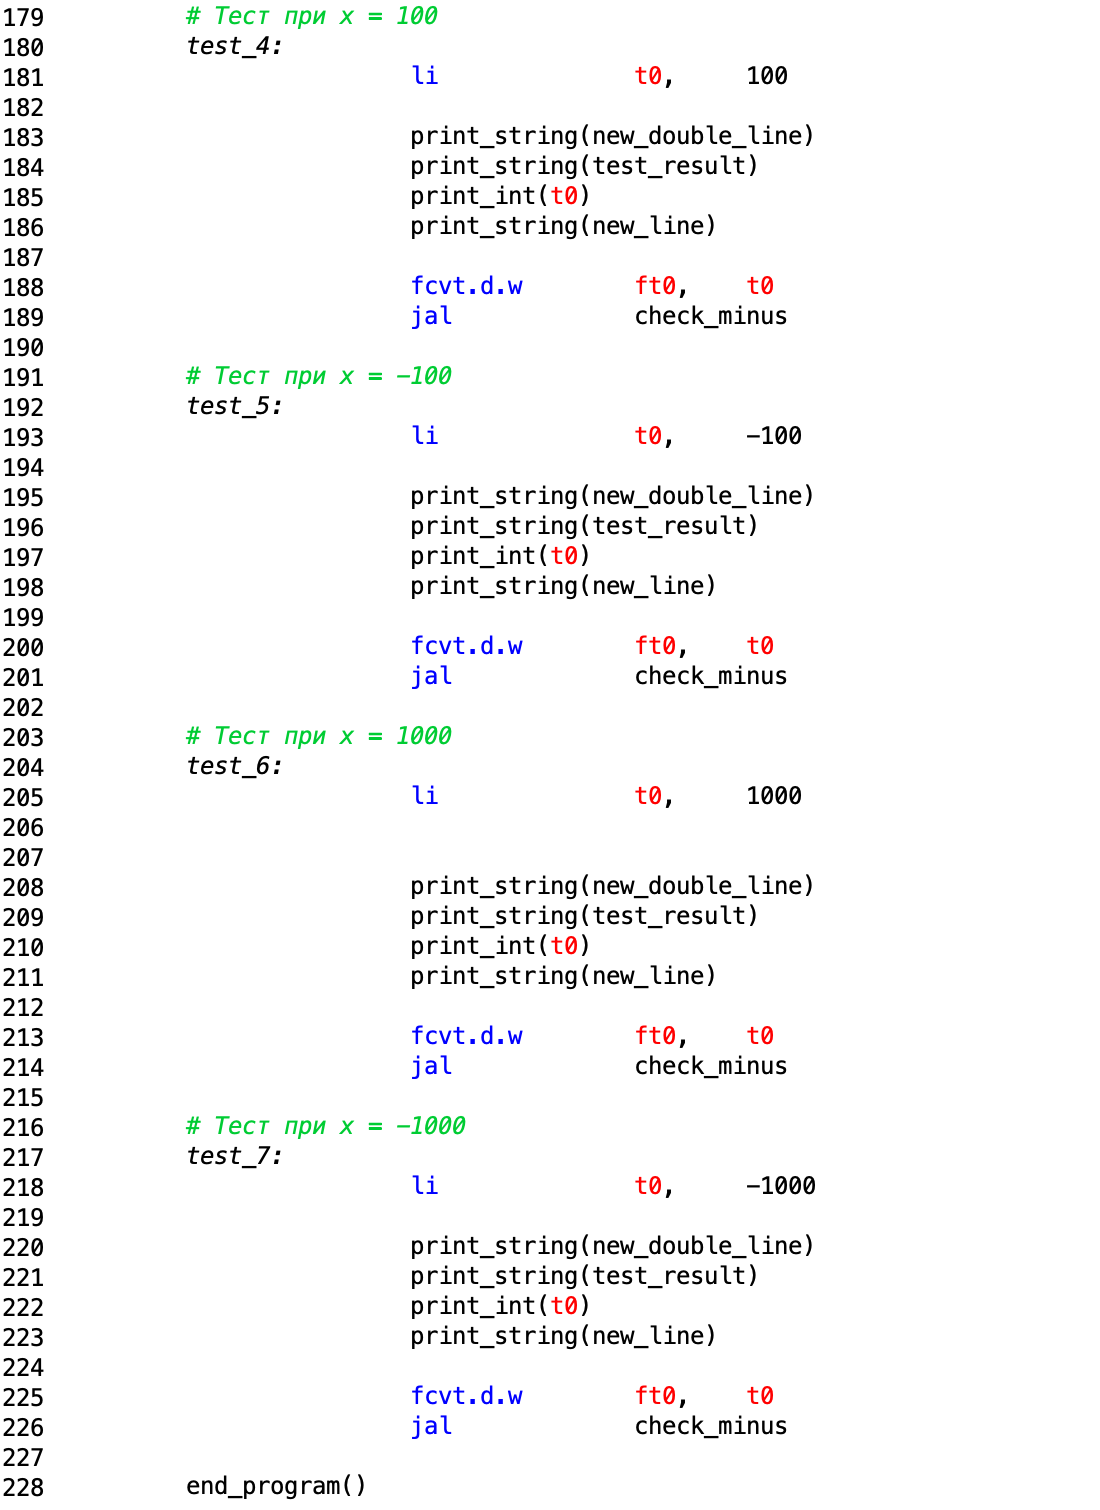 179 # Тест при x = 100
180 test_4:
181 li t0, 100
182
183 print_string(new_double_line)
184 print_string(test_result)
185 print_int(t0)
186 print_string(new_line)
187
188 fcvt.d.w ft0, t0
189 jal check_minus
190
191 # Тест при x = −100
192 test_5:
193 li t0, −100
194
195 print_string(new_double_line)
196 print_string(test_result)
197 print_int(t0)
198 print_string(new_line)
199
200 fcvt.d.w ft0, t0
201 jal check_minus
202
203 # Тест при x = 1000
204 test_6:
205 li t0, 1000
206
207
208 print_string(new_double_line)
209 print_string(test_result)
210 print_int(t0)
211 print_string(new_line)
212
213 fcvt.d.w ft0, t0
214 jal check_minus
215
216 # Тест при x = −1000
217 test_7:
218 li t0, −1000
219
220 print_string(new_double_line)
221 print_string(test_result)
222 print_int(t0)
223 print_string(new_line)
224
225 fcvt.d.w ft0, t0
226 jal check_minus
227
228 end_program()